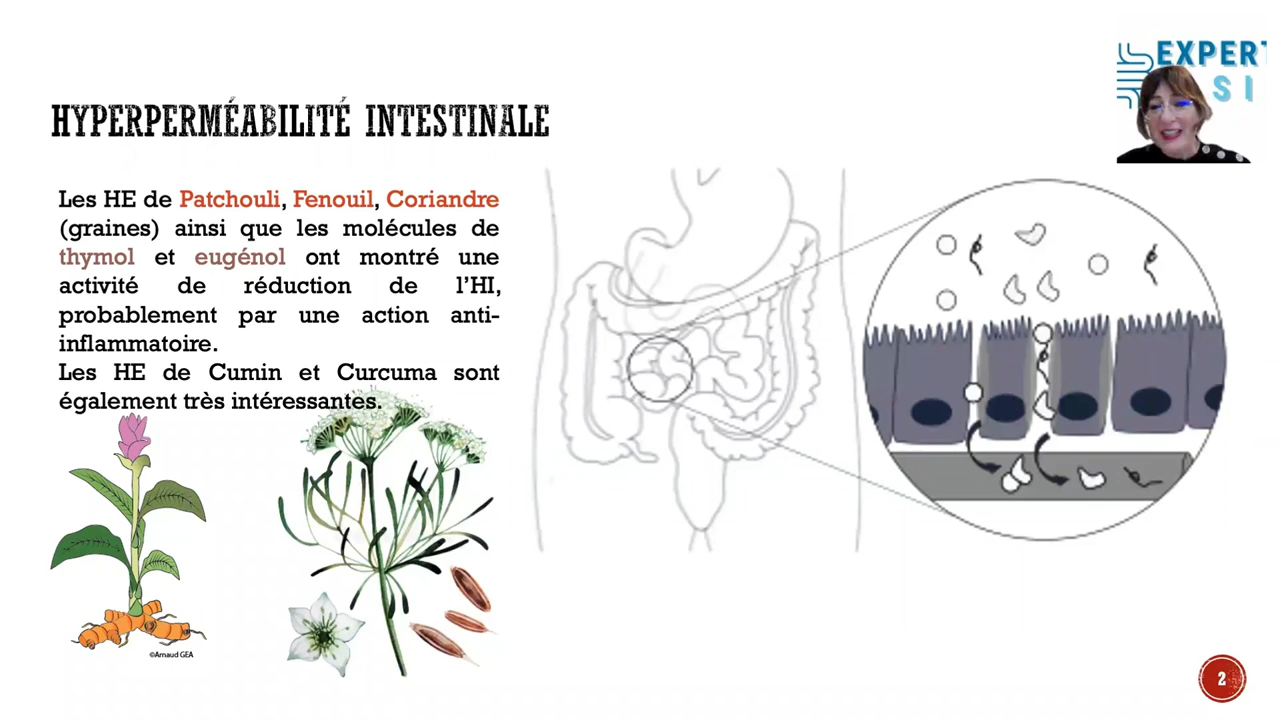 EXPERT
SI
HYPERPERMÉABILITÉ INTESTINALE
Les HE de Patchouli, Fenouil, Coriandre
(graines) ainsi que les molécules de
thymol et eugénol ont montré une
activité de réduction de l’HI,
probablement par une action anti-
inflammatoire.
Les HE de Cumin et Curcuma sont
également très intéressantes.
©Arnaud GEA
2